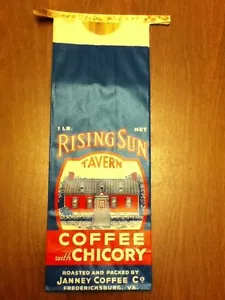 1 LB. NET
RISING SUN
TAVERN
COFFEE
with CHICORY
ROASTED AND PACKED BY
JANNEY COFFEE Co.
FREDERICKSBURG, VA.